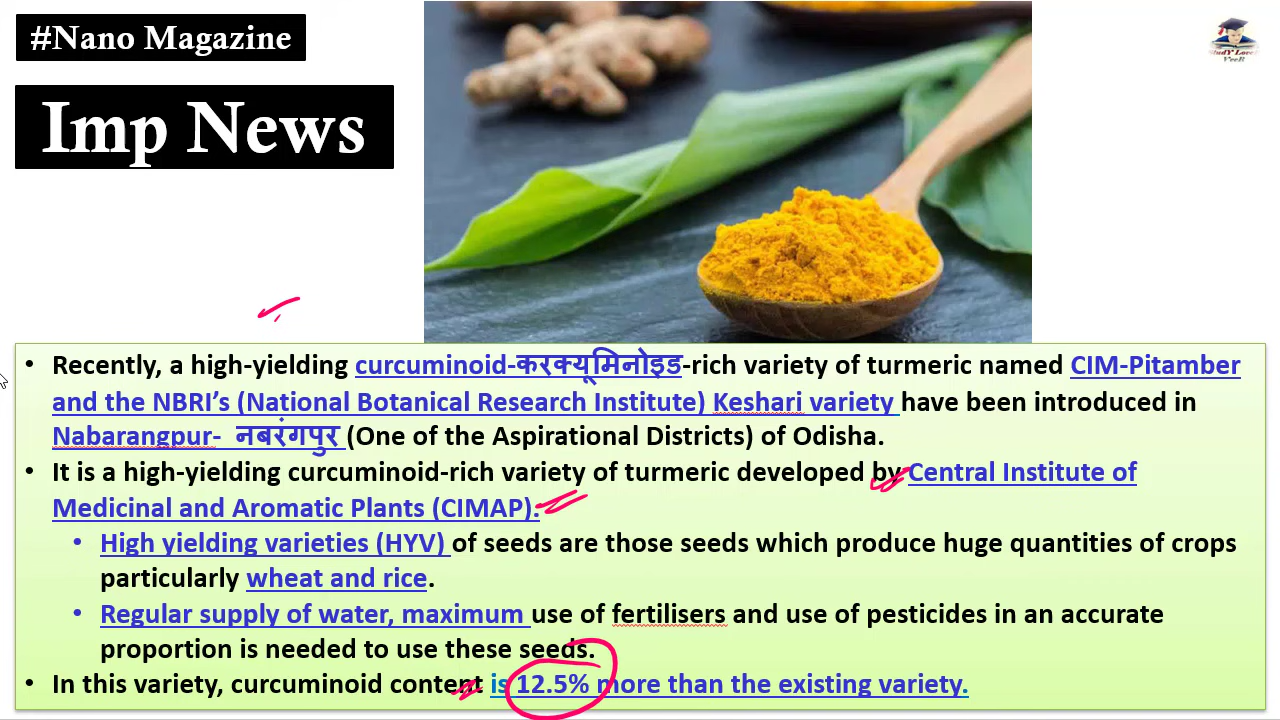 #Nano Magazine
Imp News
StudY Lover
VeeR
• Recently, a high-yielding curcuminoid-करक्यूमिनोइड-rich variety of turmeric named CIM-Pitamber
and the NBRI’s (National Botanical Research Institute) Keshari variety have been introduced in
Nabarangpur- नबरंगपुर (One of the Aspirational Districts) of Odisha.
• It is a high-yielding curcuminoid-rich variety of turmeric developed by Central Institute of
Medicinal and Aromatic Plants (CIMAP).
• High yielding varieties (HYV) of seeds are those seeds which produce huge quantities of crops
particularly wheat and rice.
• Regular supply of water, maximum use of fertilisers and use of pesticides in an accurate
proportion is needed to use these seeds.
• In this variety, curcuminoid content is 12.5% more than the existing variety.